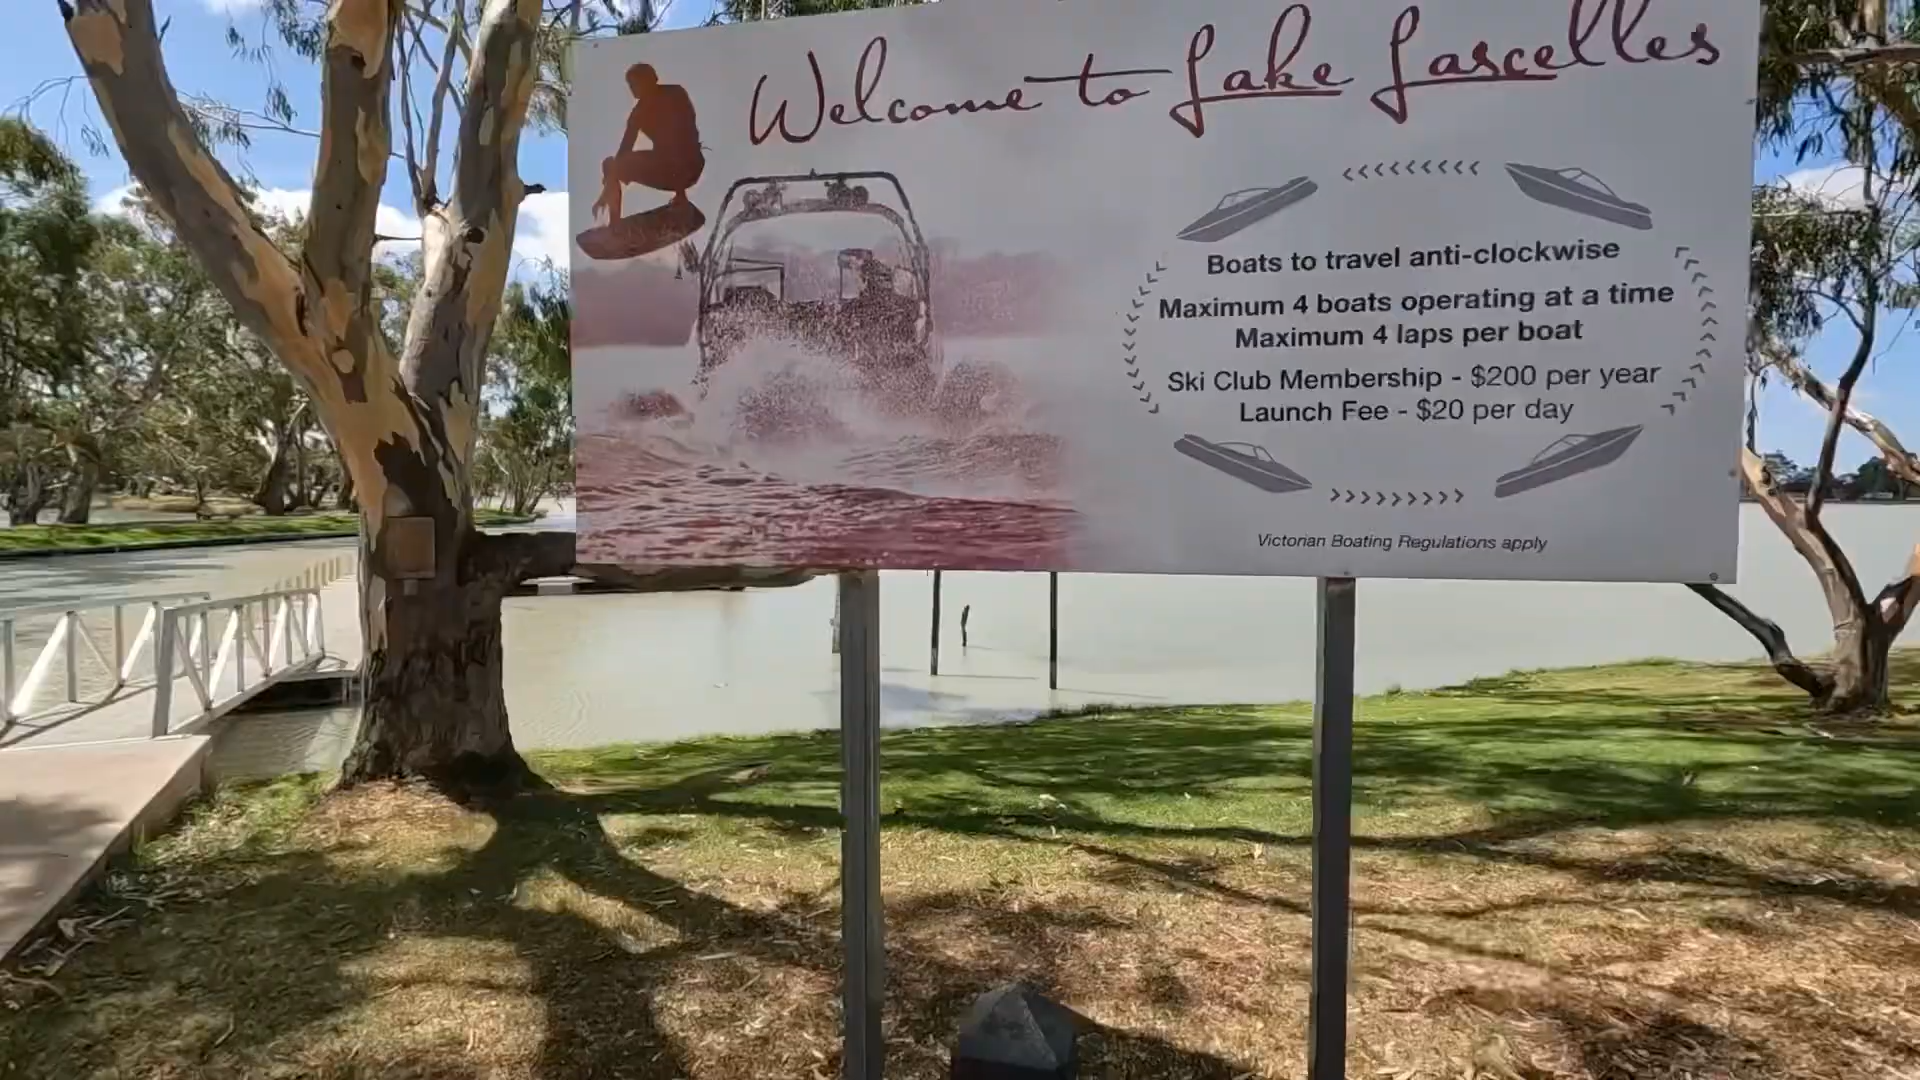 Welcome to Lake Lascelles
Boats to travel anti-clockwise
Maximum 4 boats operating at a time
Maximum 4 laps per boat
Ski Club Membership - $200 per year
Launch Fee - $20 per day
Victorian Boating Regulations apply